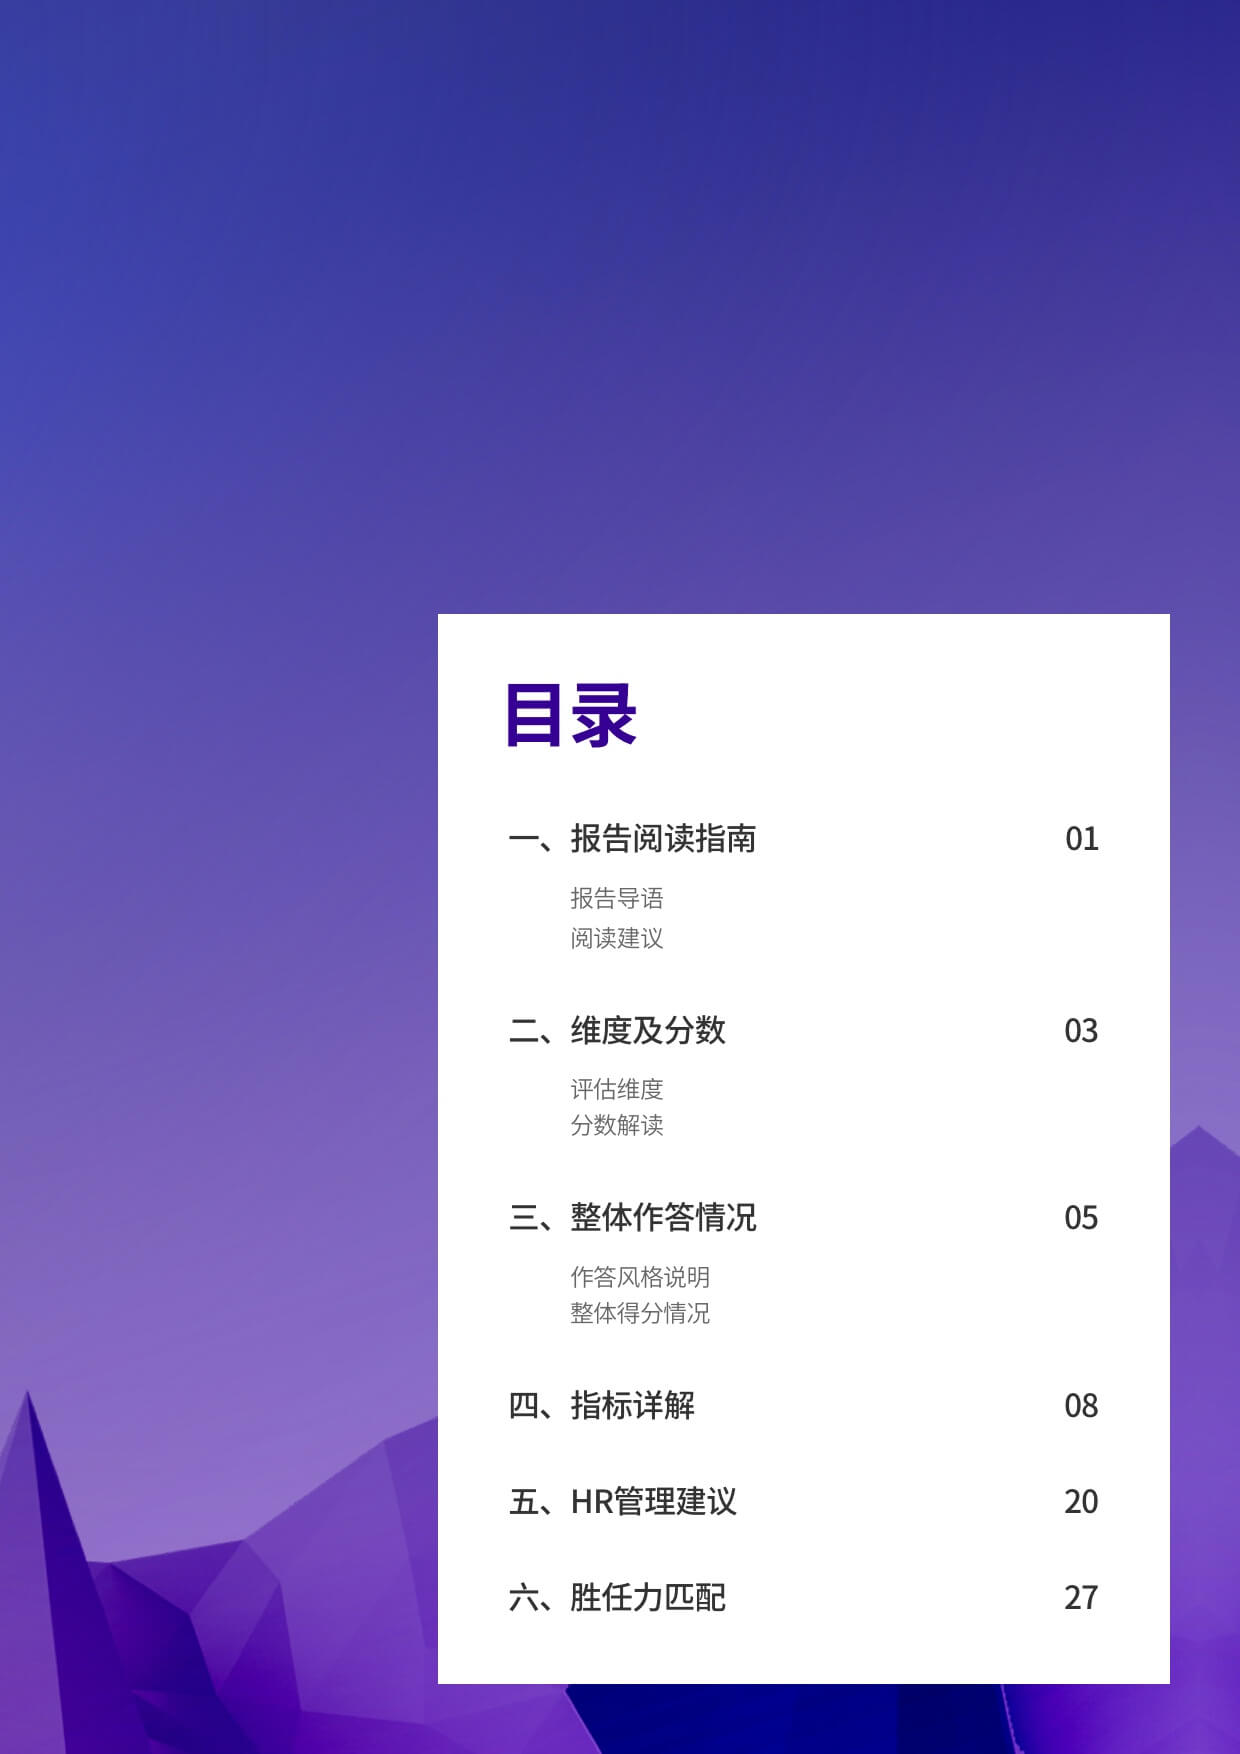 目录
一、报告阅读指南 01
报告导语
阅读建议
二、维度及分数 03
评估维度
分数解读
三、整体作答情况 05
作答风格说明
整体得分情况
四、指标详解 08
五、HR管理建议 20
六、胜任力匹配 27